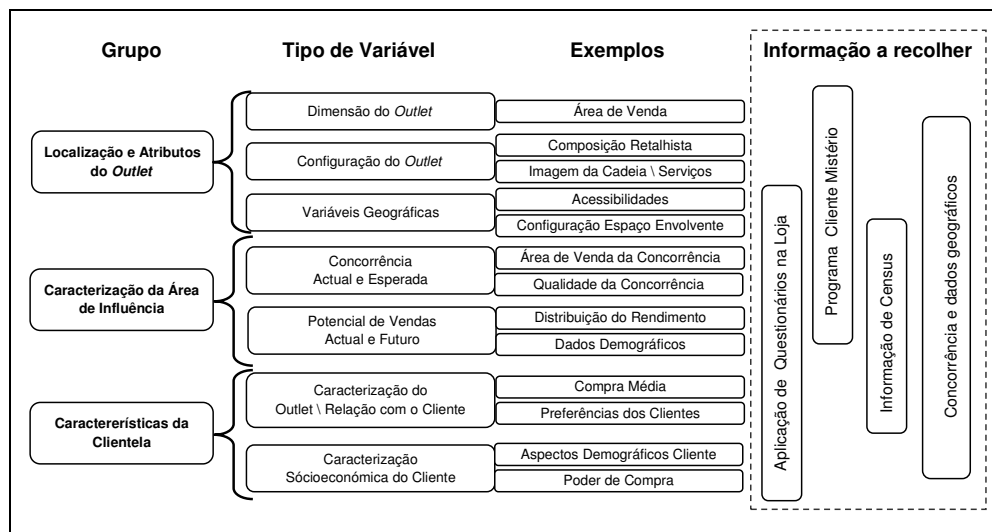 Grupo
Tipo de Variável
Exemplos
Informação a recolher
Localização e Atributos
do Outlet
Dimensão do Outlet
Área de Venda
Configuração do Outlet
Composição Retalhista
Imagem da Cadeia \ Serviços
Variáveis Geográficas
Acessibilidades
Configuração Espaço Envolvente
Caracterização da Área
de Influência
Concorrência
Actual e Esperada
Área de Venda da Concorrência
Qualidade da Concorrência
Potencial de Vendas
Actual e Futuro
Distribuição do Rendimento
Dados Demográficos
Caractererísticas da
Clientela
Caracterização do
Outlet \ Relação com o Cliente
Compra Média
Preferências dos Clientes
Caracterização
Sócioeconómica do Cliente
Aspectos Demográficos Cliente
Poder de Compra
Aplicação de Questionários na Loja
Programa Cliente Mistério
Informação de Census
Concorrência e dados geográficos